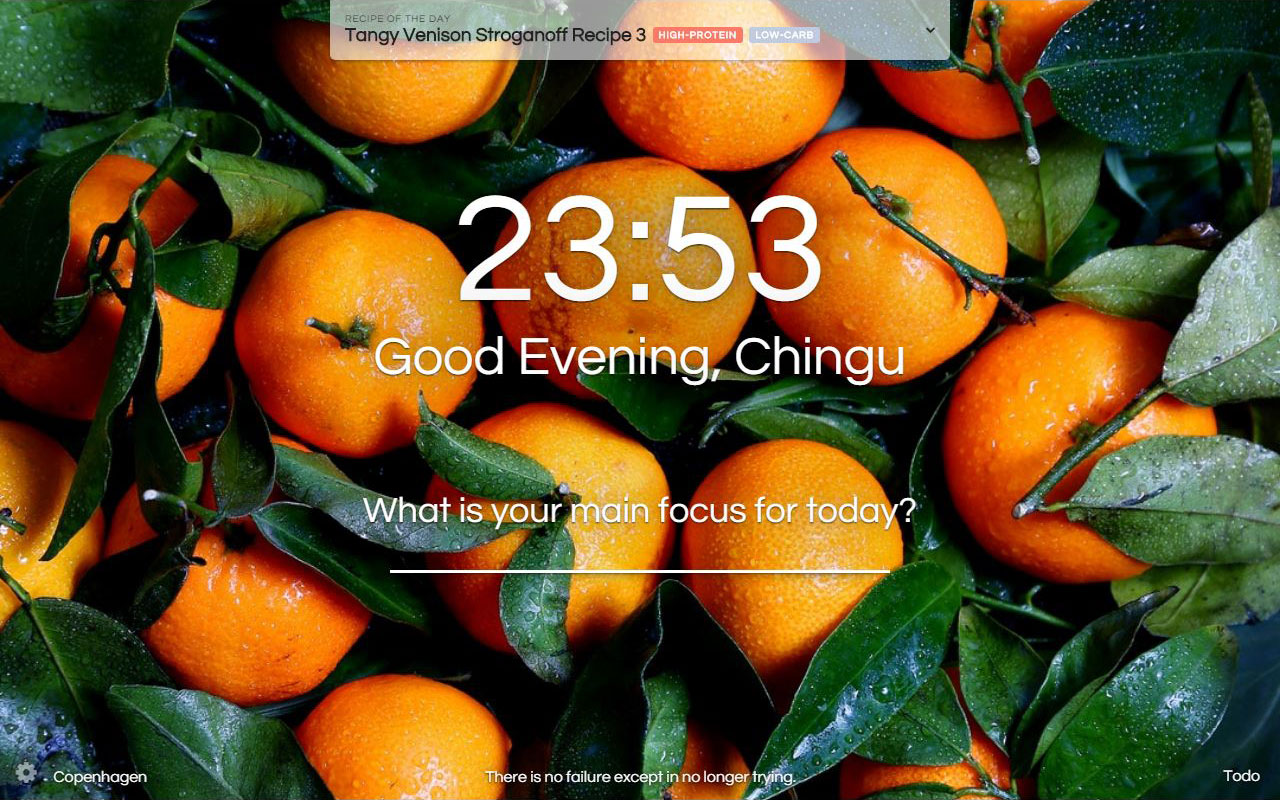 RECIPE OF THE DAY
Tangy Venison Stroganoff Recipe 3 HIGH-PROTEIN LOW-CARB
23:53
Good Evening, Chingu
What is your main focus for today?
Copenhagen There is no failure except in no longer trying. Todo